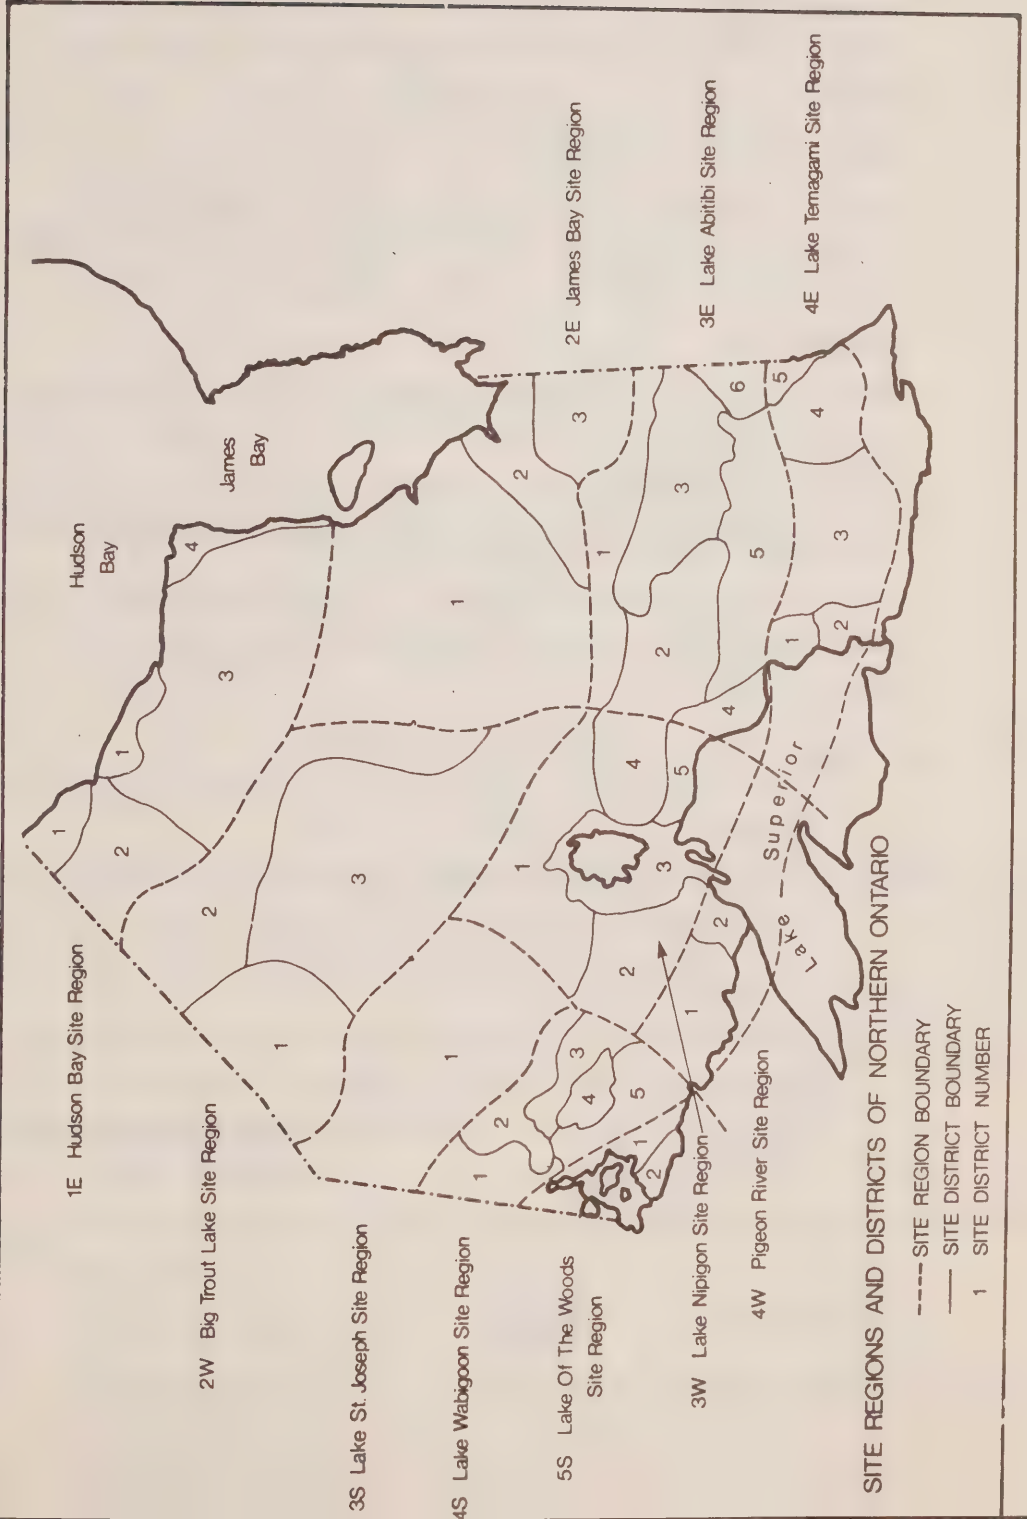 1
1E Hudson Bay Site Region
Hudson
Bay
2
1
4
2W Big Trout Lake Site Region
2
3
James
Bay
1
3S Lake St. Joseph Site Region
3
1
1
4S Lake Wabigoon Site Region
1
2
1
2
5S Lake Of The Woods
Site Region
3
3
2E James Bay Site Region
4
1
2
4
5
1
2
3
2
3
5
1
3W Lake Nipigon Site Region
3E Lake Abitibi Site Region
2
4
6
5
4W Pigeon River Site Region
5
1
Lake Superior
4
4E Lake Temagami Site Region
2
3
SITE REGIONS AND DISTRICTS OF NORTHERN ONTARIO
SITE REGION BOUNDARY
SITE DISTRICT BOUNDARY
1 SITE DISTRICT NUMBER